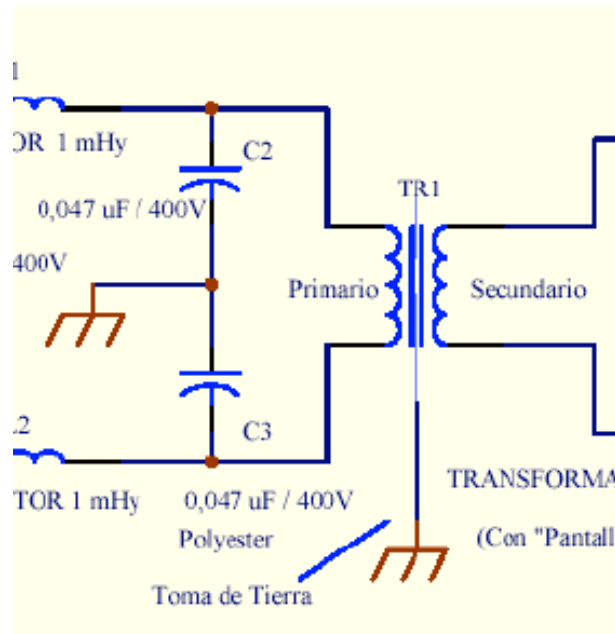 1
OR 1 mHy
C2
0,047 uF / 400V
400V
TR1
Primario
Secundario
C3
L2
TOR 1 mHy
0,047 uF / 400V
Polyester
TRANSFORMA
(Con "Pantall
Toma de Tierra